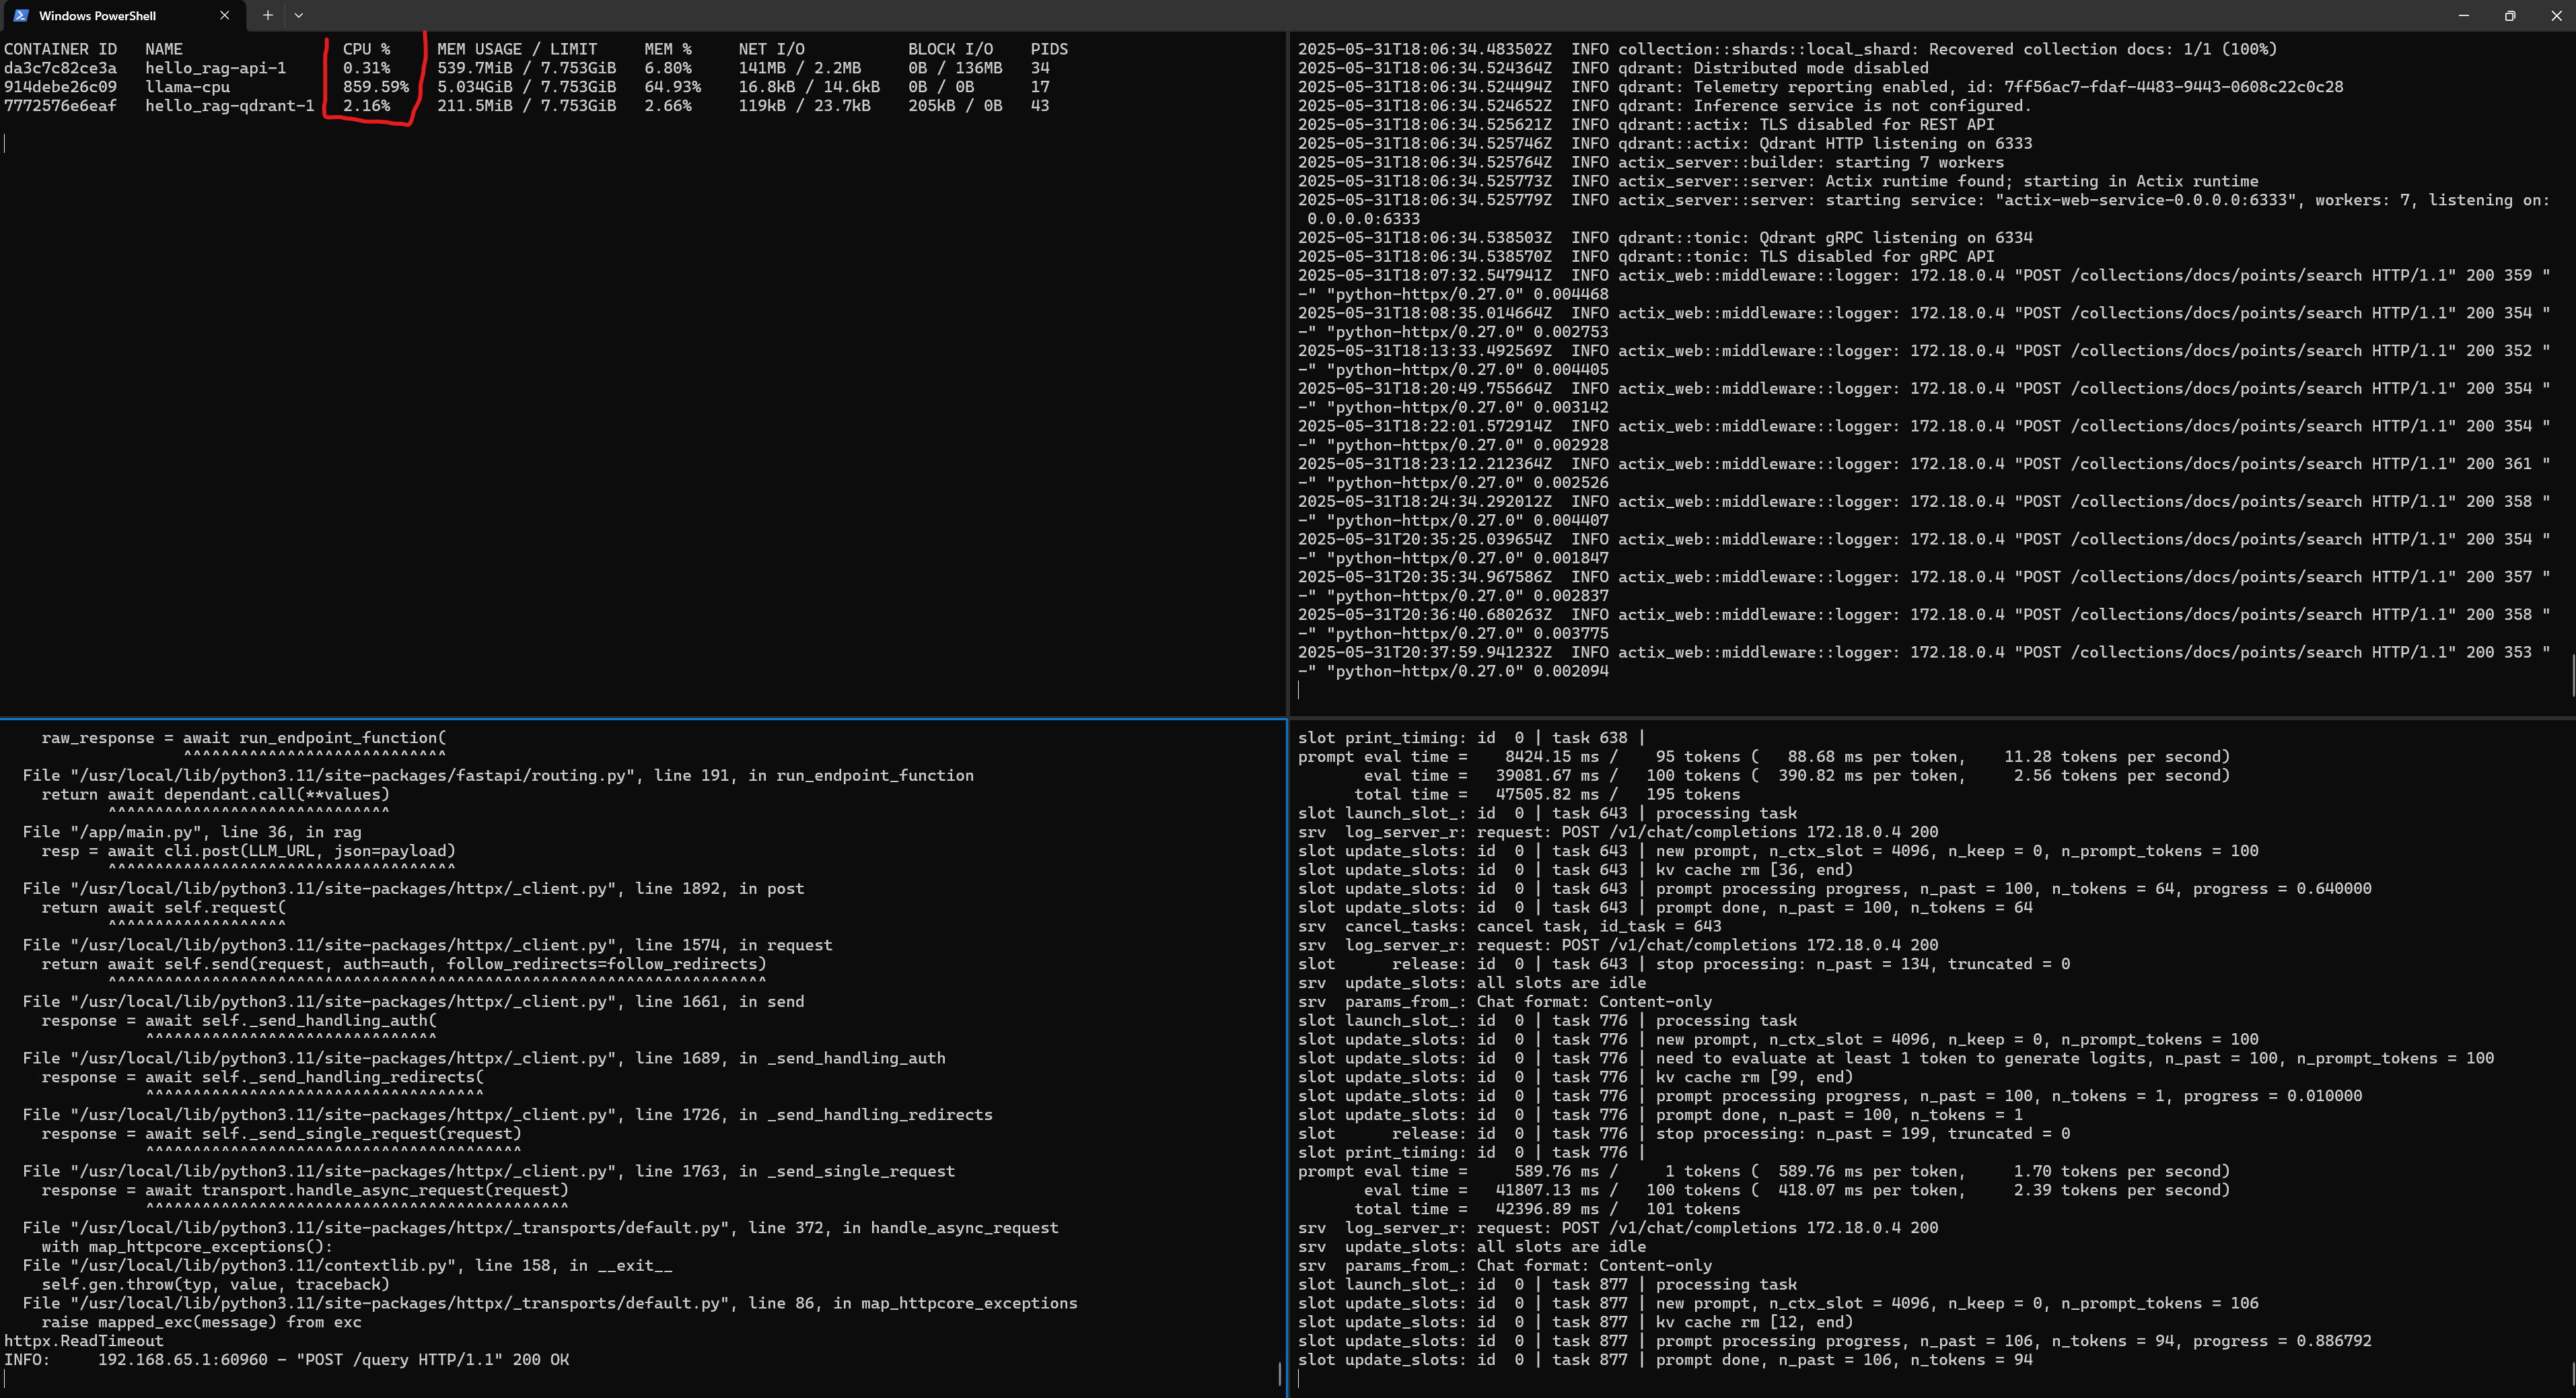 Windows PowerShell
CONTAINER ID   NAME                 CPU %     MEM USAGE / LIMIT     MEM %     NET I/O           BLOCK I/O    PIDS
da3c7c82ce3a   hello_rag-api-1      0.31%     539.7MiB / 7.753GiB   6.80%     141MB / 2.2MB     0B / 136MB   34
914debe26c09   llama-cpu            859.59%   5.034GiB / 7.753GiB   64.93%    16.8kB / 14.6kB   0B / 0B      17
7772576e6eaf   hello_rag-qdrant-1   2.16%     211.5MiB / 7.753GiB   2.66%     119kB / 23.7kB    205kB / 0B   43
2025-05-31T18:06:34.483502Z  INFO collection::shards::local_shard: Recovered collection docs: 1/1 (100%)
2025-05-31T18:06:34.524364Z  INFO qdrant: Distributed mode disabled
2025-05-31T18:06:34.524494Z  INFO qdrant: Telemetry reporting enabled, id: 7ff56ac7-fdaf-4483-9443-0608c22c0c28
2025-05-31T18:06:34.524652Z  INFO qdrant: Inference service is not configured.
2025-05-31T18:06:34.525621Z  INFO qdrant::actix: TLS disabled for REST API
2025-05-31T18:06:34.525746Z  INFO qdrant::actix: Qdrant HTTP listening on 6333
2025-05-31T18:06:34.525764Z  INFO actix_server::builder: starting 7 workers
2025-05-31T18:06:34.525773Z  INFO actix_server::server: Actix runtime found; starting in Actix runtime
2025-05-31T18:06:34.525779Z  INFO actix_server::server: starting service: "actix-web-service-0.0.0.0:6333", workers: 7, listening on:
 0.0.0.0:6333
2025-05-31T18:06:34.538503Z  INFO qdrant::tonic: Qdrant gRPC listening on 6334
2025-05-31T18:06:34.538570Z  INFO qdrant::tonic: TLS disabled for gRPC API
2025-05-31T18:07:32.547941Z  INFO actix_web::middleware::logger: 172.18.0.4 "POST /collections/docs/points/search HTTP/1.1" 200 359 "
-" "python-httpx/0.27.0" 0.004468
2025-05-31T18:08:35.014664Z  INFO actix_web::middleware::logger: 172.18.0.4 "POST /collections/docs/points/search HTTP/1.1" 200 354 "
-" "python-httpx/0.27.0" 0.002753
2025-05-31T18:13:33.492569Z  INFO actix_web::middleware::logger: 172.18.0.4 "POST /collections/docs/points/search HTTP/1.1" 200 352 "
-" "python-httpx/0.27.0" 0.004405
2025-05-31T18:20:49.755664Z  INFO actix_web::middleware::logger: 172.18.0.4 "POST /collections/docs/points/search HTTP/1.1" 200 354 "
-" "python-httpx/0.27.0" 0.003142
2025-05-31T18:22:01.572914Z  INFO actix_web::middleware::logger: 172.18.0.4 "POST /collections/docs/points/search HTTP/1.1" 200 354 "
-" "python-httpx/0.27.0" 0.002928
2025-05-31T18:23:12.212364Z  INFO actix_web::middleware::logger: 172.18.0.4 "POST /collections/docs/points/search HTTP/1.1" 200 361 "
-" "python-httpx/0.27.0" 0.002526
2025-05-31T18:24:34.292012Z  INFO actix_web::middleware::logger: 172.18.0.4 "POST /collections/docs/points/search HTTP/1.1" 200 358 "
-" "python-httpx/0.27.0" 0.004407
2025-05-31T20:35:25.039654Z  INFO actix_web::middleware::logger: 172.18.0.4 "POST /collections/docs/points/search HTTP/1.1" 200 354 "
-" "python-httpx/0.27.0" 0.001847
2025-05-31T20:35:34.967586Z  INFO actix_web::middleware::logger: 172.18.0.4 "POST /collections/docs/points/search HTTP/1.1" 200 357 "
-" "python-httpx/0.27.0" 0.002837
2025-05-31T20:36:40.680263Z  INFO actix_web::middleware::logger: 172.18.0.4 "POST /collections/docs/points/search HTTP/1.1" 200 358 "
-" "python-httpx/0.27.0" 0.003775
2025-05-31T20:37:59.941232Z  INFO actix_web::middleware::logger: 172.18.0.4 "POST /collections/docs/points/search HTTP/1.1" 200 353 "
-" "python-httpx/0.27.0" 0.002094
    raw_response = await run_endpoint_function(
                   ^^^^^^^^^^^^^^^^^^^^^^^^^^^^
  File "/usr/local/lib/python3.11/site-packages/fastapi/routing.py", line 191, in run_endpoint_function
    return await dependant.call(**values)
           ^^^^^^^^^^^^^^^^^^^^^^^^^^^^^^
  File "/app/main.py", line 36, in rag
    resp = await cli.post(LLM_URL, json=payload)
           ^^^^^^^^^^^^^^^^^^^^^^^^^^^^^^^^^^^^^
  File "/usr/local/lib/python3.11/site-packages/httpx/_client.py", line 1892, in post
    return await self.request(
           ^^^^^^^^^^^^^^^^^^^
  File "/usr/local/lib/python3.11/site-packages/httpx/_client.py", line 1574, in request
    return await self.send(request, auth=auth, follow_redirects=follow_redirects)
           ^^^^^^^^^^^^^^^^^^^^^^^^^^^^^^^^^^^^^^^^^^^^^^^^^^^^^^^^^^^^^^^^^^^^^^
  File "/usr/local/lib/python3.11/site-packages/httpx/_client.py", line 1661, in send
    response = await self._send_handling_auth(
               ^^^^^^^^^^^^^^^^^^^^^^^^^^^^^^^
  File "/usr/local/lib/python3.11/site-packages/httpx/_client.py", line 1689, in _send_handling_auth
    response = await self._send_handling_redirects(
               ^^^^^^^^^^^^^^^^^^^^^^^^^^^^^^^^^^^^
  File "/usr/local/lib/python3.11/site-packages/httpx/_client.py", line 1726, in _send_handling_redirects
    response = await self._send_single_request(request)
               ^^^^^^^^^^^^^^^^^^^^^^^^^^^^^^^^^^^^^^^^
  File "/usr/local/lib/python3.11/site-packages/httpx/_client.py", line 1763, in _send_single_request
    response = await transport.handle_async_request(request)
               ^^^^^^^^^^^^^^^^^^^^^^^^^^^^^^^^^^^^^^^^^^^^^
  File "/usr/local/lib/python3.11/site-packages/httpx/_transports/default.py", line 372, in handle_async_request
    with map_httpcore_exceptions():
  File "/usr/local/lib/python3.11/contextlib.py", line 158, in __exit__
    self.gen.throw(typ, value, traceback)
  File "/usr/local/lib/python3.11/site-packages/httpx/_transports/default.py", line 86, in map_httpcore_exceptions
    raise mapped_exc(message) from exc
httpx.ReadTimeout
INFO:     192.168.65.1:60960 - "POST /query HTTP/1.1" 200 OK
slot print_timing: id  0 | task 638 |
prompt eval time =    8424.15 ms /    95 tokens (   88.68 ms per token,    11.28 tokens per second)
       eval time =   39081.67 ms /   100 tokens (  390.82 ms per token,     2.56 tokens per second)
      total time =   47505.82 ms /   195 tokens
slot launch_slot_: id  0 | task 643 | processing task
srv  log_server_r: request: POST /v1/chat/completions 172.18.0.4 200
slot update_slots: id  0 | task 643 | new prompt, n_ctx_slot = 4096, n_keep = 0, n_prompt_tokens = 100
slot update_slots: id  0 | task 643 | kv cache rm [36, end)
slot update_slots: id  0 | task 643 | prompt processing progress, n_past = 100, n_tokens = 64, progress = 0.640000
slot update_slots: id  0 | task 643 | prompt done, n_past = 100, n_tokens = 64
srv  cancel_tasks: cancel task, id_task = 643
srv  log_server_r: request: POST /v1/chat/completions 172.18.0.4 200
slot      release: id  0 | task 643 | stop processing: n_past = 134, truncated = 0
srv  update_slots: all slots are idle
srv  params_from_: Chat format: Content-only
slot launch_slot_: id  0 | task 776 | processing task
slot update_slots: id  0 | task 776 | new prompt, n_ctx_slot = 4096, n_keep = 0, n_prompt_tokens = 100
slot update_slots: id  0 | task 776 | need to evaluate at least 1 token to generate logits, n_past = 100, n_prompt_tokens = 100
slot update_slots: id  0 | task 776 | kv cache rm [99, end)
slot update_slots: id  0 | task 776 | prompt processing progress, n_past = 100, n_tokens = 1, progress = 0.010000
slot update_slots: id  0 | task 776 | prompt done, n_past = 100, n_tokens = 1
slot      release: id  0 | task 776 | stop processing: n_past = 199, truncated = 0
slot print_timing: id  0 | task 776 |
prompt eval time =     589.76 ms /     1 tokens (  589.76 ms per token,     1.70 tokens per second)
       eval time =   41807.13 ms /   100 tokens (  418.07 ms per token,     2.39 tokens per second)
      total time =   42396.89 ms /   101 tokens
srv  log_server_r: request: POST /v1/chat/completions 172.18.0.4 200
srv  update_slots: all slots are idle
srv  params_from_: Chat format: Content-only
slot launch_slot_: id  0 | task 877 | processing task
slot update_slots: id  0 | task 877 | new prompt, n_ctx_slot = 4096, n_keep = 0, n_prompt_tokens = 106
slot update_slots: id  0 | task 877 | kv cache rm [12, end)
slot update_slots: id  0 | task 877 | prompt processing progress, n_past = 106, n_tokens = 94, progress = 0.886792
slot update_slots: id  0 | task 877 | prompt done, n_past = 106, n_tokens = 94